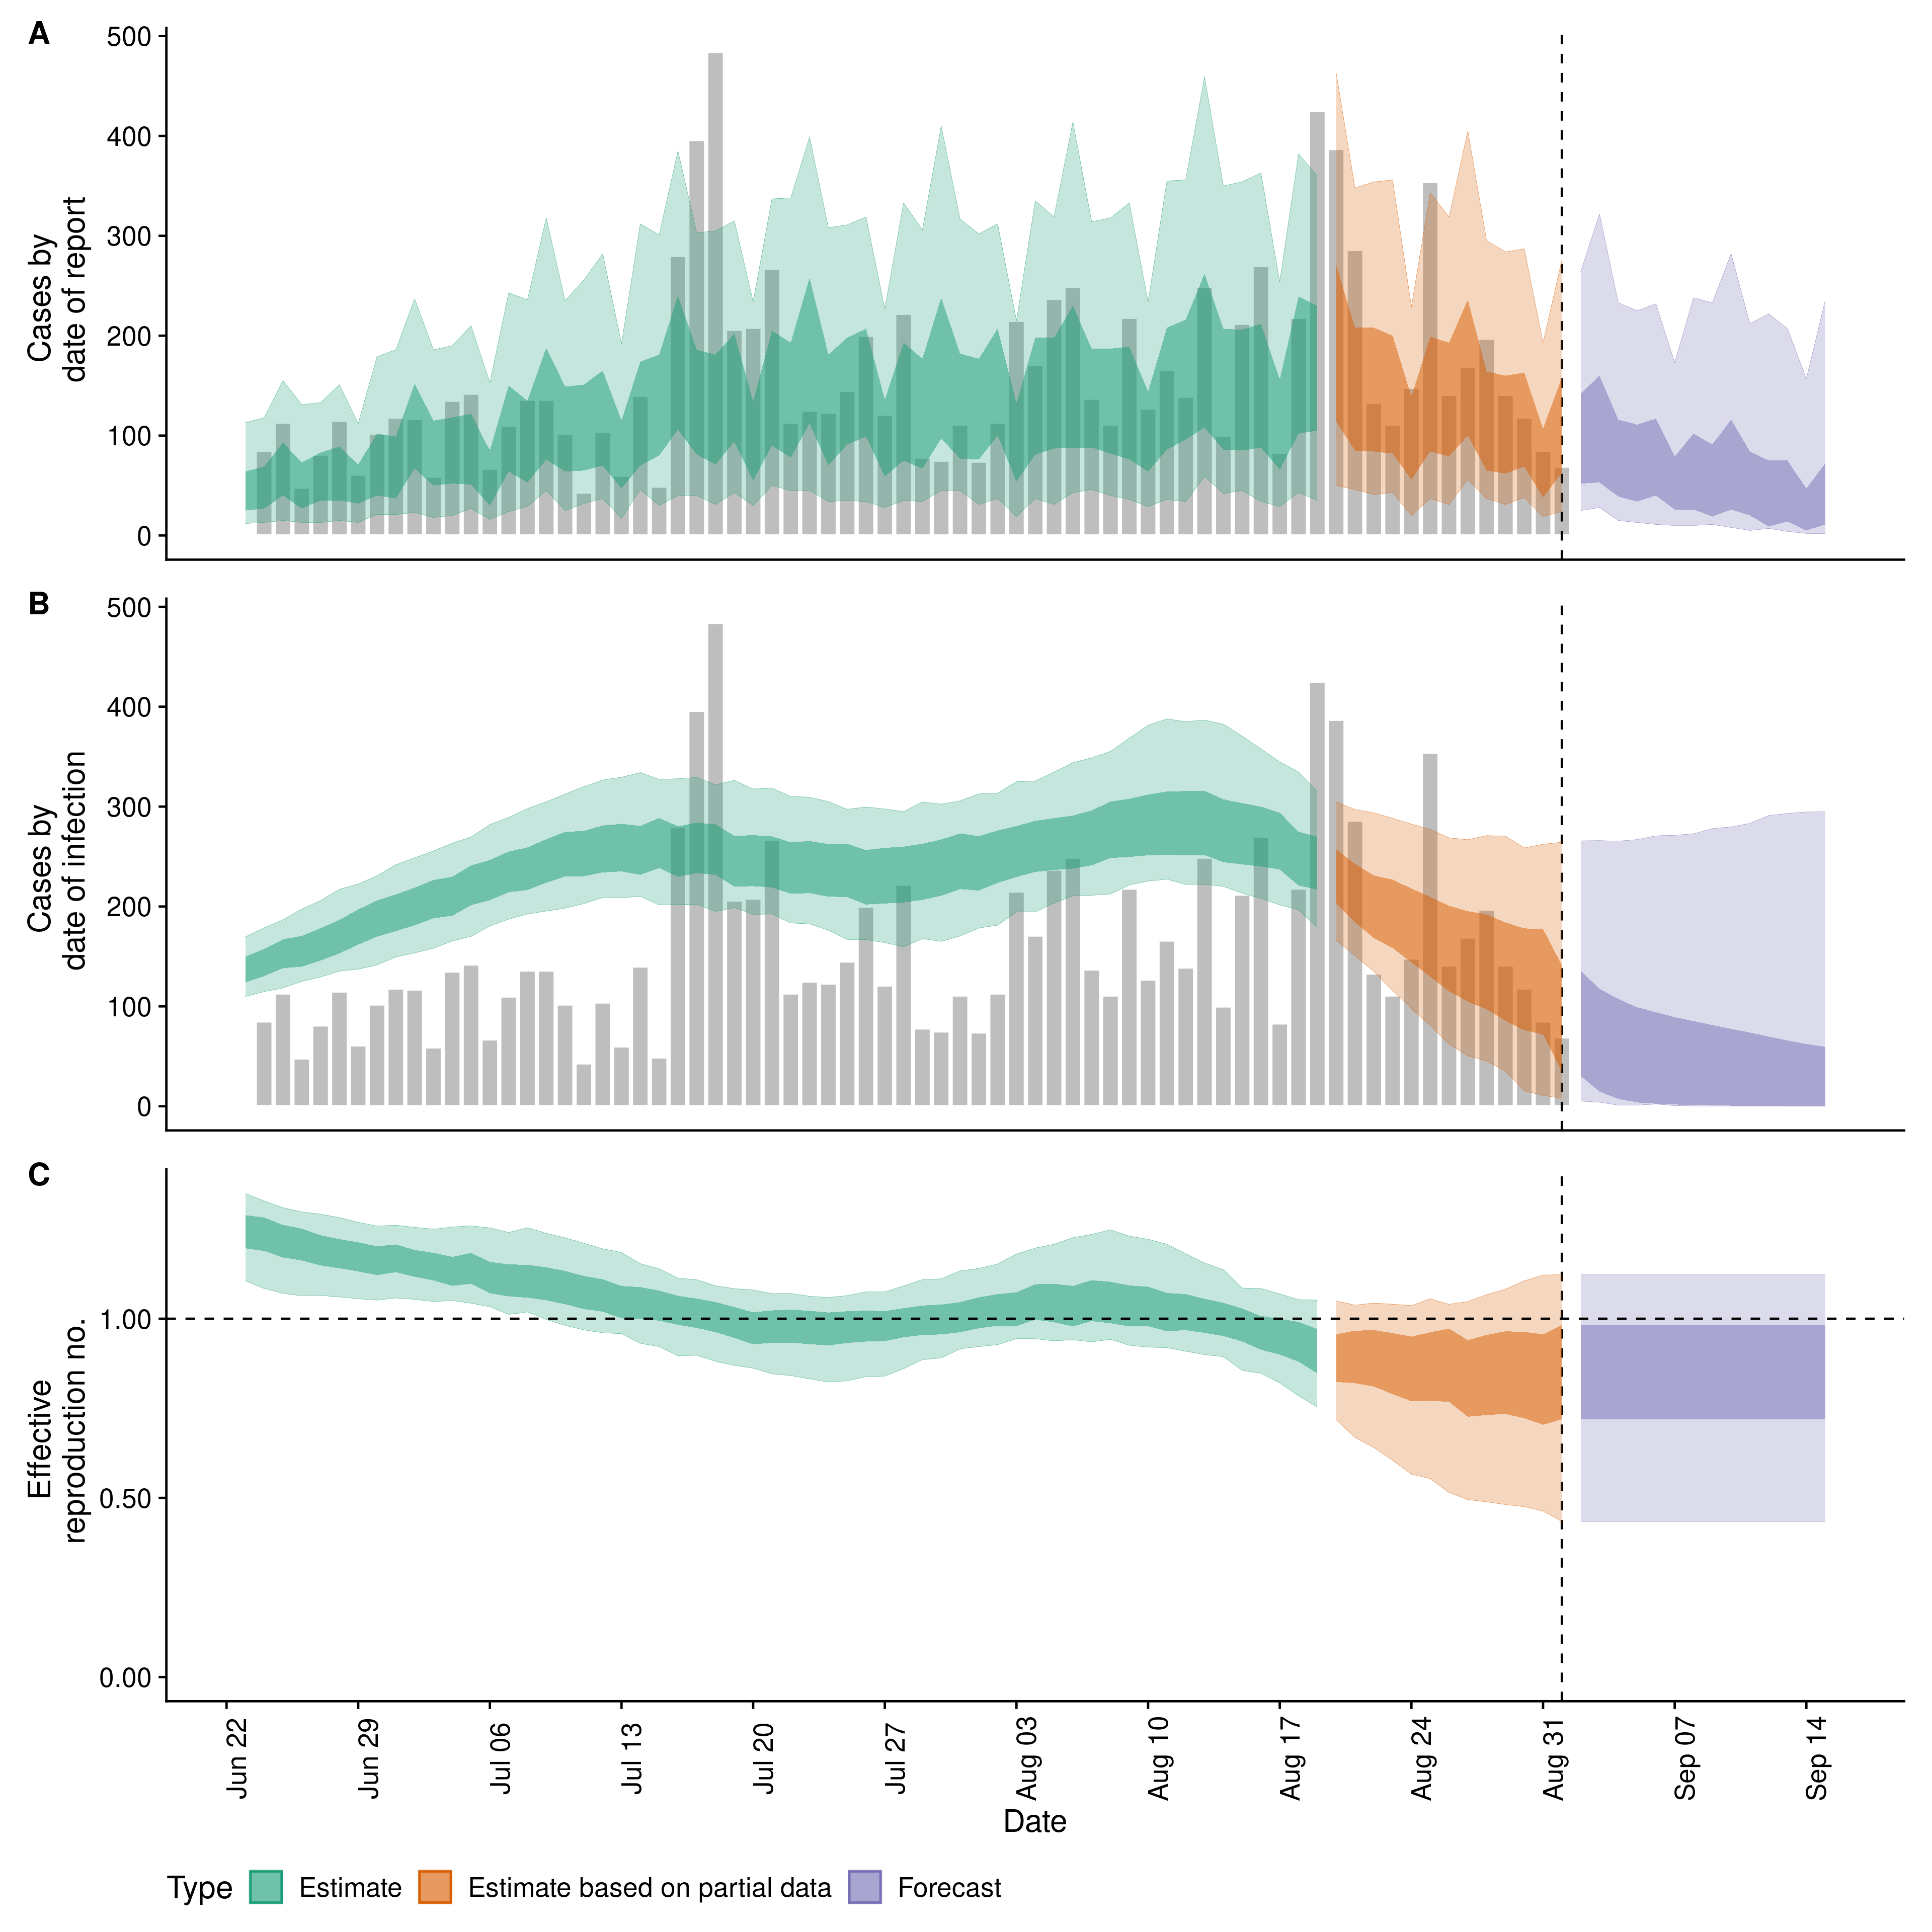 A
500
400
300
200
100
0
Cases by
date of report
B
500
400
300
200
100
0
Cases by
date of infection
C
1.00
0.50
0.00
Effective
reproduction no.
Jun 22
Jun 29
Jul 06
Jul 13
Jul 20
Jul 27
Aug 03
Aug 10
Aug 17
Aug 24
Aug 31
Sep 07
Sep 14
Date
Type Estimate Estimate based on partial data Forecast